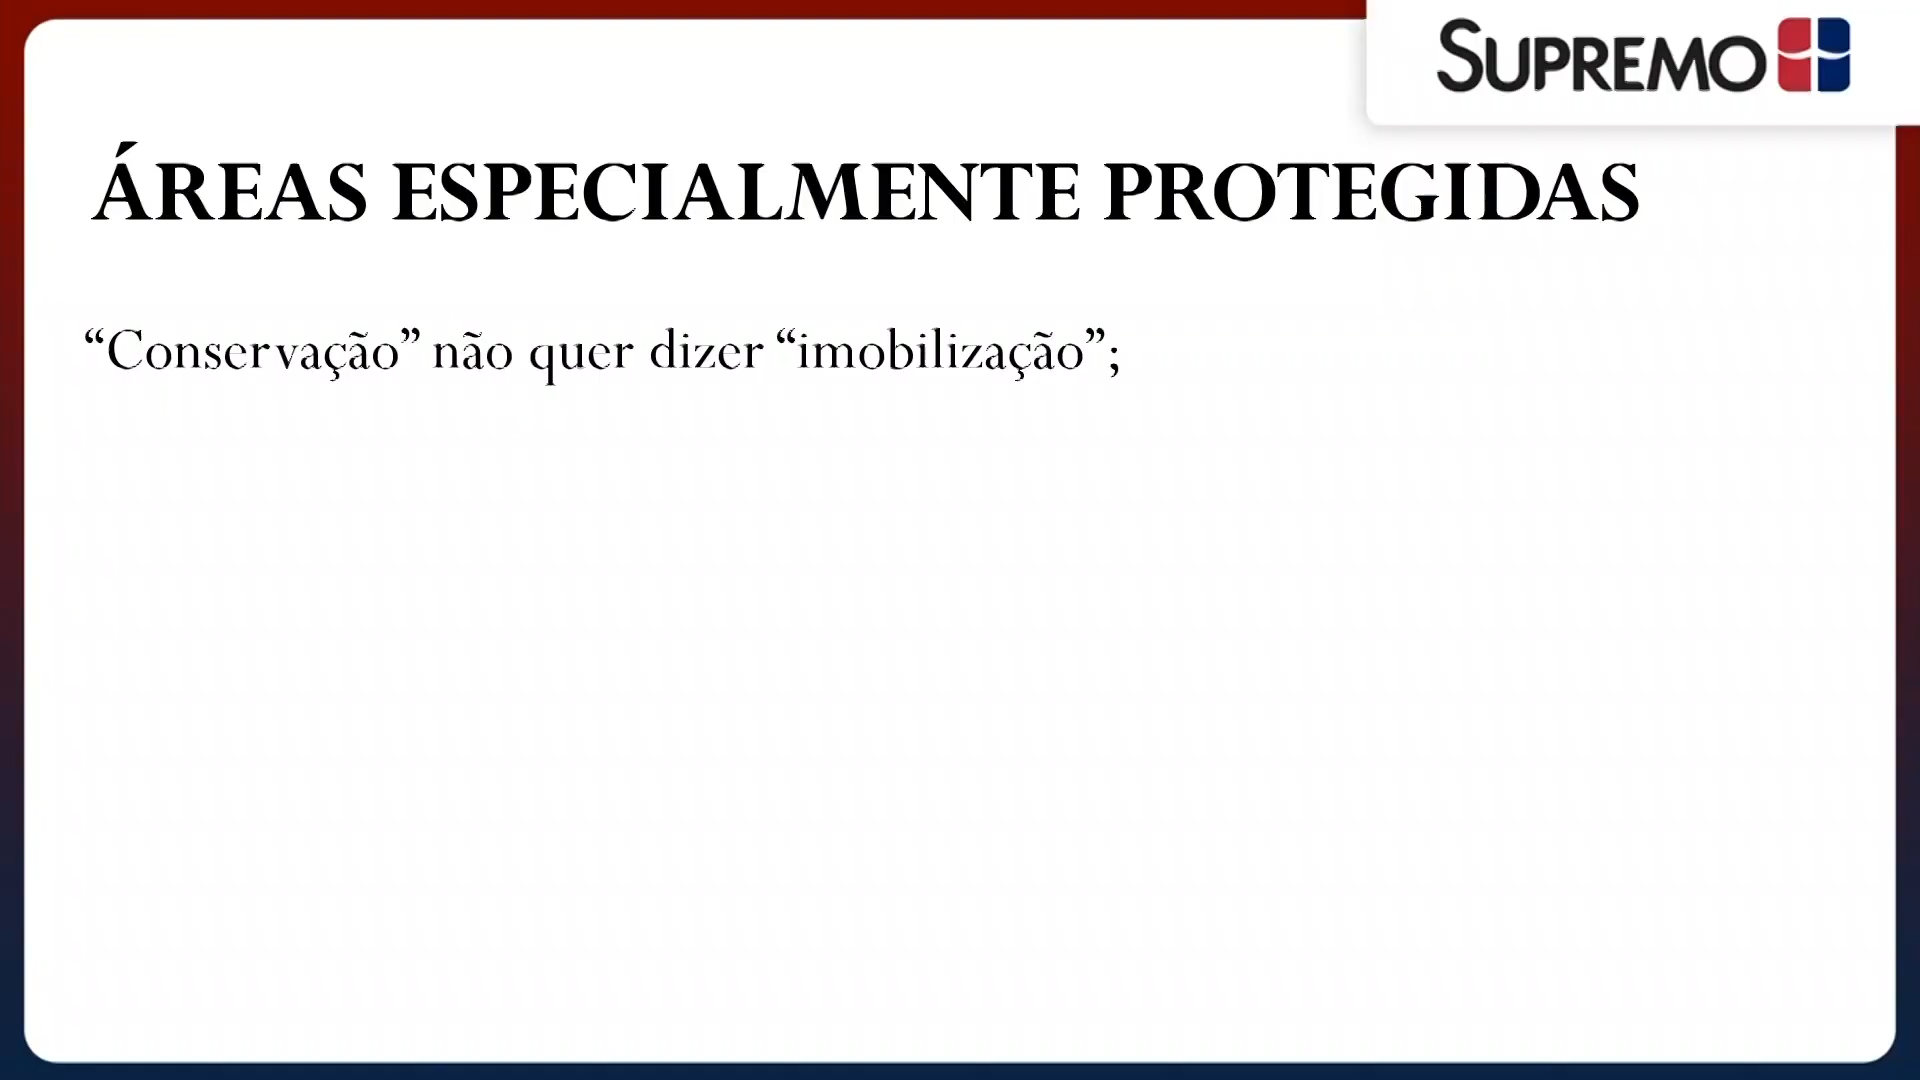 SUPREMO
ÁREAS ESPECIALMENTE PROTEGIDAS
“Conservação” não quer dizer “imobilização”;